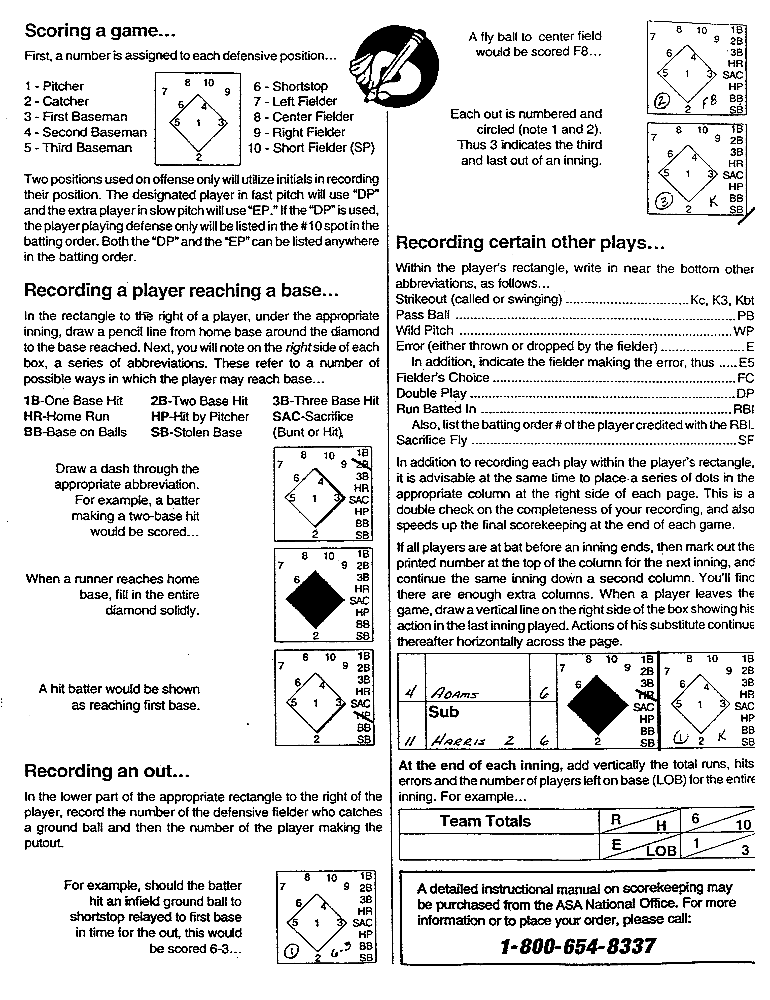 Scoring a game...
First, a number is assigned to each defensive position...
1 - Pitcher
2 - Catcher
3 - First Baseman
4 - Second Baseman
5 - Third Baseman
7 8 10 9
6 4
5 1 3
2
6 - Shortstop
7 - Left Fielder
8 - Center Fielder
9 - Right Fielder
10 - Short Fielder (SP)
Two positions used on offense only will utilize initials in recording
their position. The designated player in fast pitch will use “DP”
and the extra player in slow pitch will use “EP.” If the “DP” is used,
the player playing defense only will be listed in the #10 spot in the
batting order. Both the “DP” and the “EP” can be listed anywhere
in the batting order.
Recording a player reaching a base...
In the rectangle to the right of a player, under the appropriate
inning, draw a pencil line from home base around the diamond
to the base reached. Next, you will note on the right side of each
box, a series of abbreviations. These refer to a number of
possible ways in which the player may reach base...
1B-One Base Hit 2B-Two Base Hit 3B-Three Base Hit
HR-Home Run HP-Hit by Pitcher SAC-Sacrifice
BB-Base on Balls SB-Stolen Base (Bunt or Hit)
Draw a dash through the
appropriate abbreviation.
For example, a batter
making a two-base hit
would be scored...
8 10 1B
7 9 2B
6 4 3B
HR
5 1 3 SAC
HP
BB
2 SB
When a runner reaches home
base, fill in the entire
diamond solidly.
8 10 1B
7 9 2B
6 3B
HR
SAC
HP
BB
2 SB
A hit batter would be shown
as reaching first base.
8 10 1B
7 9 2B
6 4 3B
HR
5 1 3 SAC
HP
BB
2 SB
Recording an out...
In the lower part of the appropriate rectangle to the right of the
player, record the number of the defensive fielder who catches
a ground ball and then the number of the player making the
putout.
For example, should the batter
hit an infield ground ball to
shortstop relayed to first base
in time for the out, this would
be scored 6-3...
8 10 1B
7 9 2B
6 4 3B
HR
5 1 3 SAC
HP
1 6-3 BB
2 SB
A fly ball to center field
would be scored F8...
8 10 1B
7 9 2B
6 4 3B
HR
5 1 3 SAC
HP
2 F8 BB
2 SB
Each out is numbered and
circled (note 1 and 2).
Thus 3 indicates the third
and last out of an inning.
8 10 1B
7 9 2B
6 4 3B
HR
5 1 3 SAC
HP
3 K BB
2 SB
Recording certain other plays...
Within the player's rectangle, write in near the bottom other
abbreviations, as follows...
Strikeout (called or swinging) ................................. Kc, K3, Kbt
Pass Ball ........................................................................... PB
Wild Pitch .......................................................................... WP
Error (either thrown or dropped by the fielder) ....................... E
In addition, indicate the fielder making the error, thus ..... E5
Fielder's Choice ................................................................. FC
Double Play ....................................................................... DP
Run Batted In .................................................................... RBI
Also, list the batting order # of the player credited with the RBI.
Sacrifice Fly ....................................................................... SF
In addition to recording each play within the player's rectangle,
it is advisable at the same time to place a series of dots in the
appropriate column at the right side of each page. This is a
double check on the completeness of your recording, and also
speeds up the final scorekeeping at the end of each game.
If all players are at bat before an inning ends, then mark out the
printed number at the top of the column for the next inning, and
continue the same inning down a second column. You'll find
there are enough extra columns. When a player leaves the
game, draw a vertical line on the right side of the box showing his
action in the last inning played. Actions of his substitute continue
thereafter horizontally across the page.
4 ADAMS 6
Sub
11 HARRIS 2 6
8 10 1B
7 9 2B
6 3B
HR
SAC
HP
BB
2 SB
8 10 1B
7 9 2B
6 4 3B
HR
5 1 3 SAC
HP
1 K BB
2 SB
At the end of each inning, add vertically the total runs, hits
errors and the number of players left on base (LOB) for the entire
inning. For example...
Team Totals R H 6 10
E LOB 1 3
A detailed instructional manual on scorekeeping may
be purchased from the ASA National Office. For more
information or to place your order, please call:
1-800-654-8337